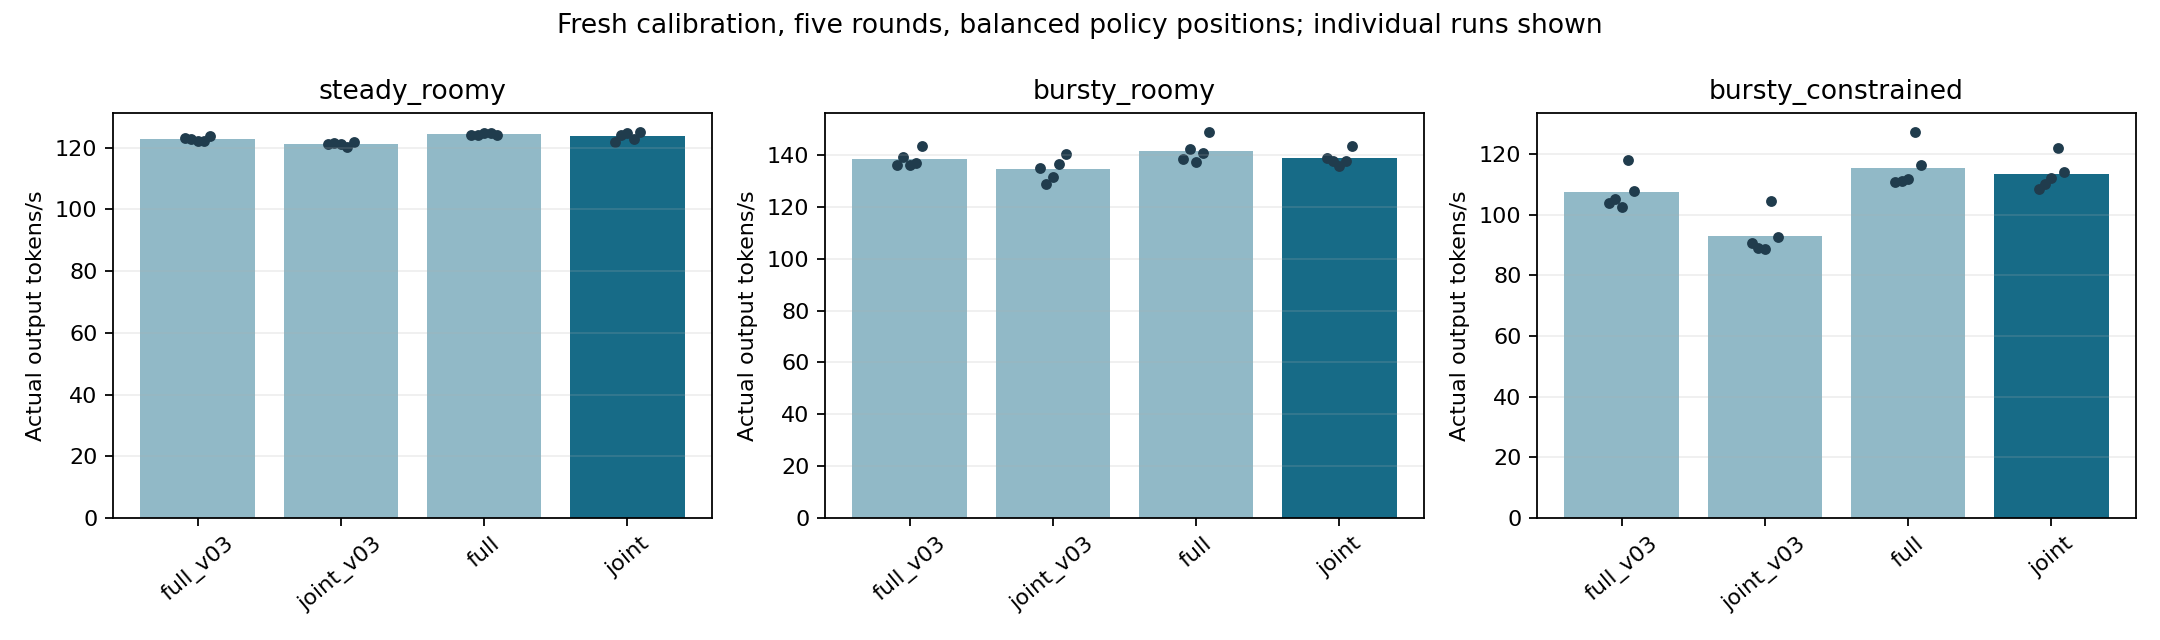 Fresh calibration, five rounds, balanced policy positions; individual runs shown
steady_roomy
Actual output tokens/s
120
100
80
60
40
20
0
full_v03
joint_v03
full
joint
bursty_roomy
Actual output tokens/s
140
120
100
80
60
40
20
0
full_v03
joint_v03
full
joint
bursty_constrained
Actual output tokens/s
120
100
80
60
40
20
0
full_v03
joint_v03
full
joint